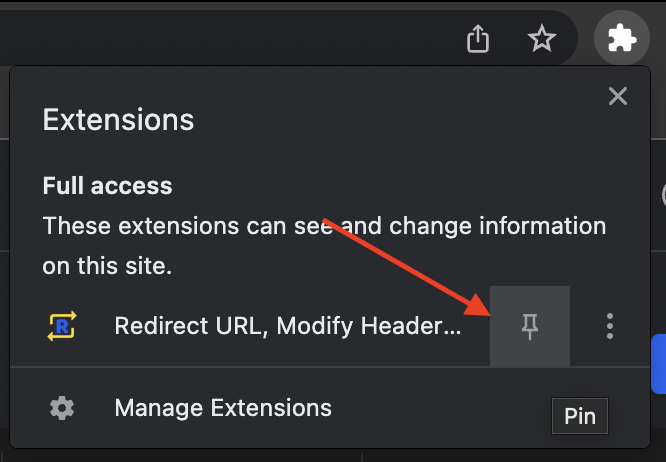 Extensions
Full access
These extensions can see and change information
on this site.
R
Redirect URL, Modify Header...
Manage Extensions
Pin